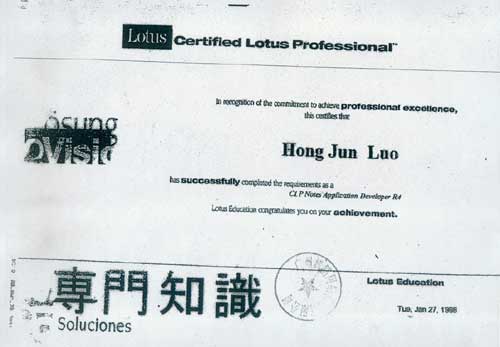 Lotus Certified Lotus Professional™
In recognition of the commitment to achieve professional excellence,
this certifies that
Hong Jun Luo
has successfully completed the requirements as a
CLP Notes Application Developer R4
Lotus Education congratulates you on your achievement.
ösung
Lotus Education
専門知識
Soluciones
Tue, Jan 27, 1998